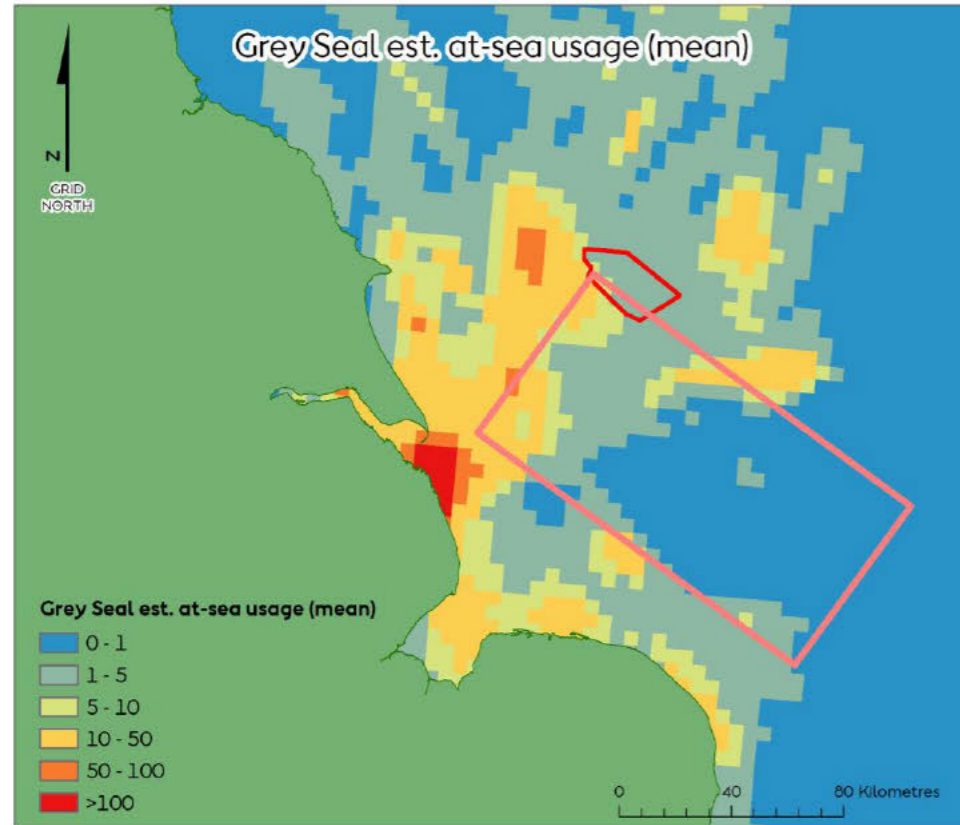 Grey Seal est. at-sea usage (mean)
N
GRID
NORTH
Grey Seal est. at-sea usage (mean)
0 - 1
1 - 5
5 - 10
10 - 50
50 - 100
>100
0 40 80 Kilometres